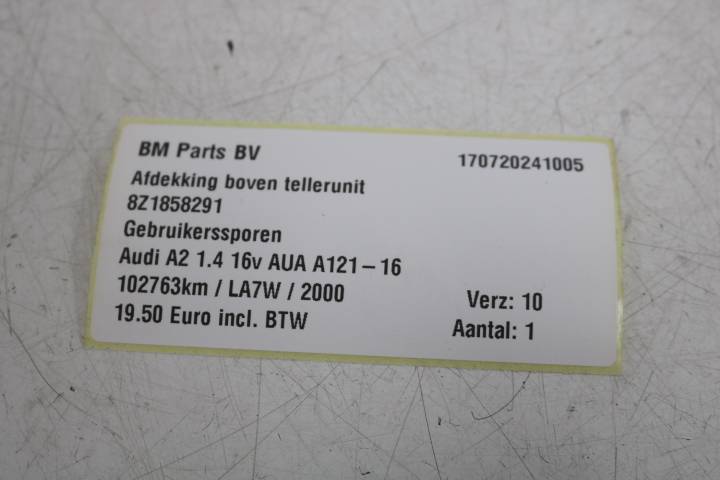 BM Parts BV 170720241005
Afdekking boven tellerunit
8Z1858291
Gebruikerssporen
Audi A2 1.4 16v AUA A121-16
102763km / LA7W / 2000 Verz: 10
19.50 Euro incl. BTW Aantal: 1